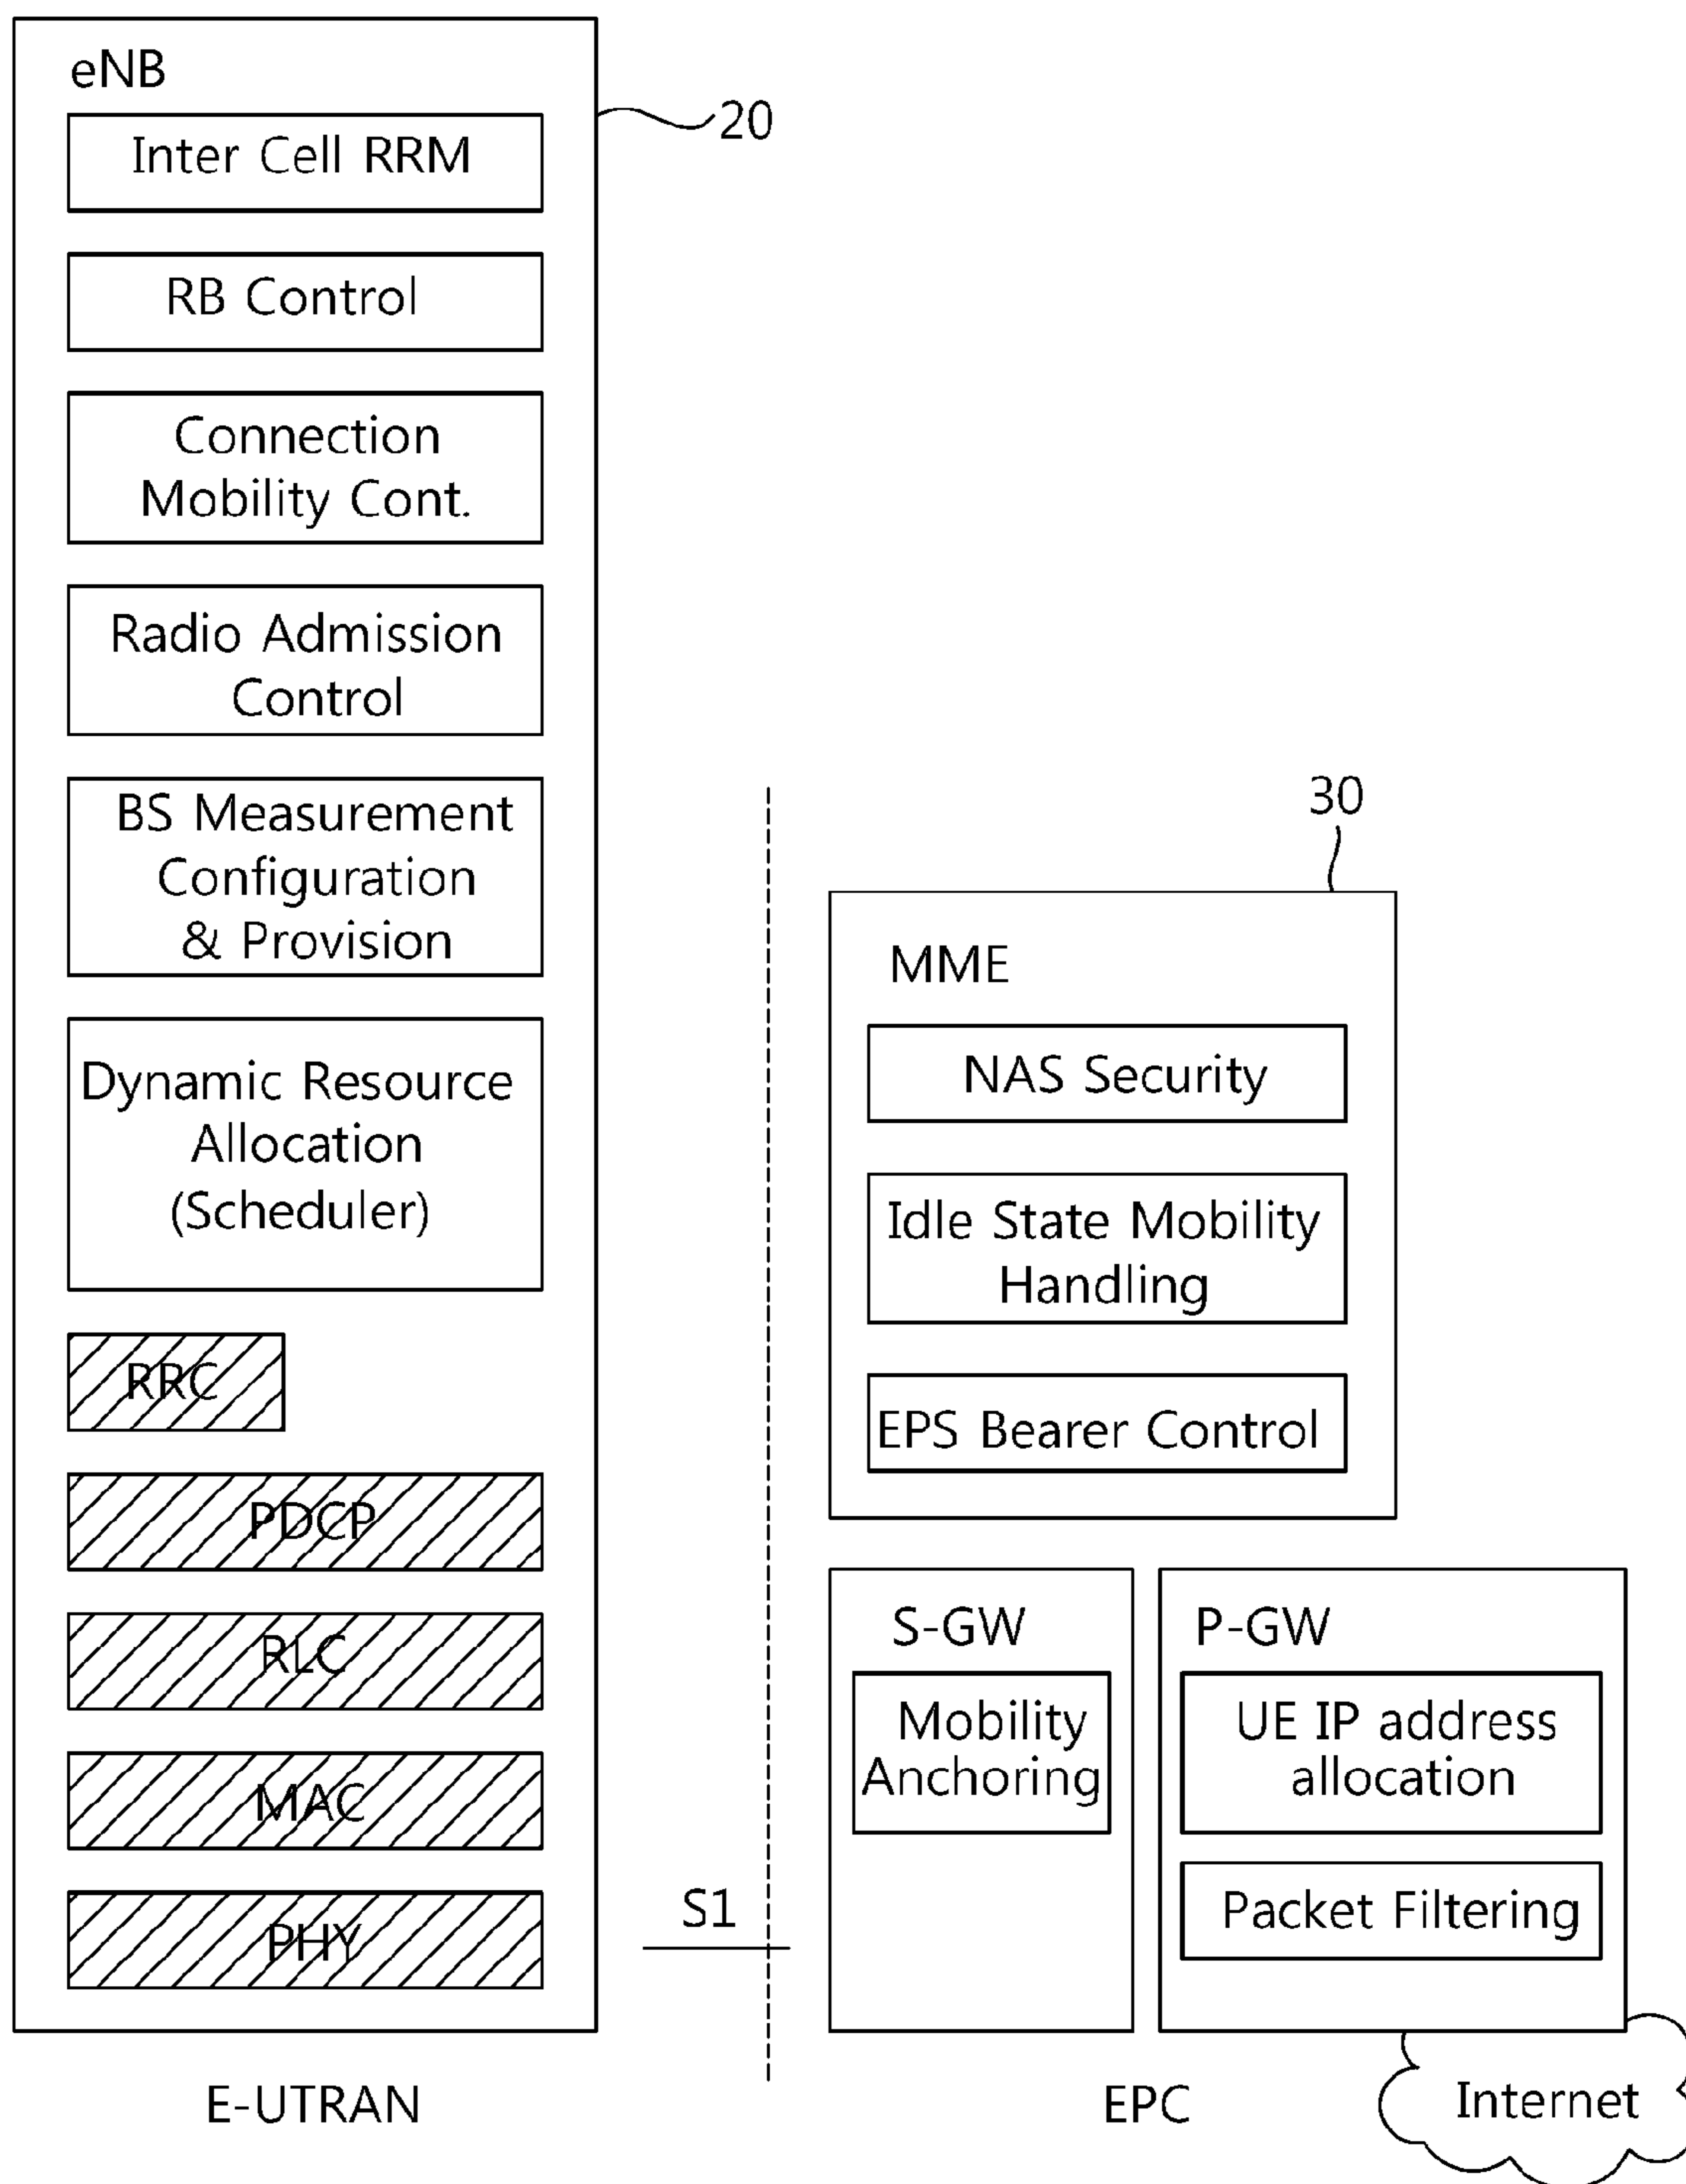 eNB
20
Inter Cell RRM
RB Control
Connection
Mobility Cont.
Radio Admission
Control
BS Measurement
Configuration
& Provision
Dynamic Resource
Allocation
(Scheduler)
RRC
PDCP
RLC
MAC
PHY
S1
E-UTRAN
30
MME
NAS Security
Idle State Mobility
Handling
EPS Bearer Control
S-GW
Mobility
Anchoring
P-GW
UE IP address
allocation
Packet Filtering
EPC
Internet